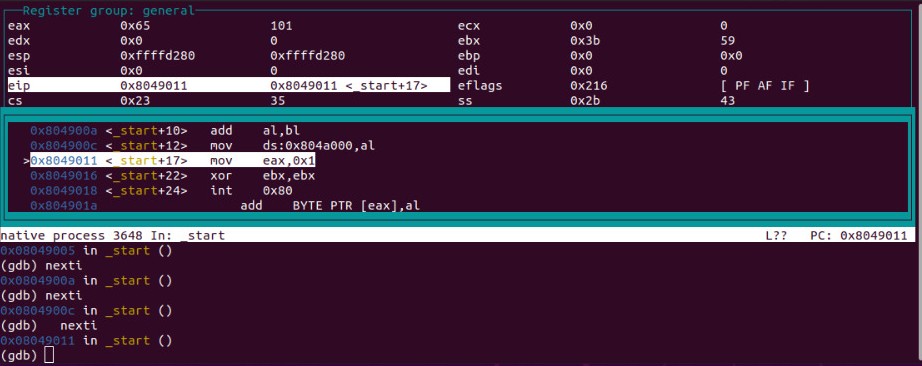 Register group: general
eax 0x65 101 ecx 0x0 0
edx 0x0 0 ebx 0x3b 59
esp 0xffffd280 0xffffd280 ebp 0x0 0x0
esi 0x0 0 edi 0x0 0
eip 0x8049011 0x8049011 <_start+17> eflags 0x216 [ PF AF IF ]
cs 0x23 35 ss 0x2b 43
0x804900a <_start+10> add al,bl
0x804900c <_start+12> mov ds:0x804a000,al
>0x8049011 <_start+17> mov eax,0x1
0x8049016 <_start+22> xor ebx,ebx
0x8049018 <_start+24> int 0x80
0x804901a add BYTE PTR [eax],al
native process 3648 In: _start L?? PC: 0x8049011
0x08049005 in _start ()
(gdb) nexti
0x0804900a in _start ()
(gdb) nexti
0x0804900c in _start ()
(gdb) nexti
0x08049011 in _start ()
(gdb)